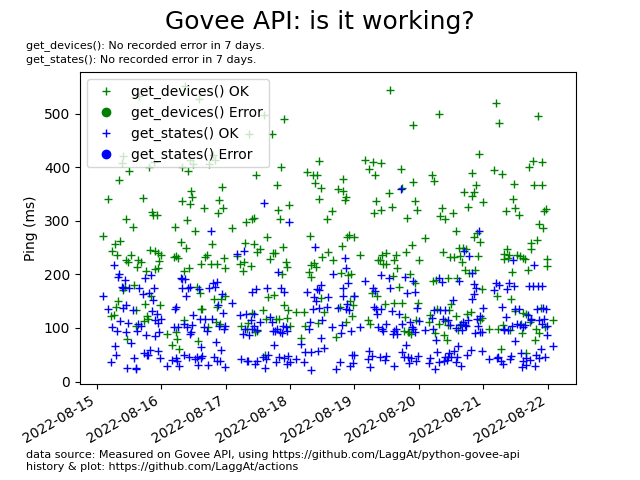 Govee API: is it working?
get_devices(): No recorded error in 7 days.
get_states(): No recorded error in 7 days.
get_devices() OK
get_devices() Error
get_states() OK
get_states() Error
Ping (ms)
500
400
300
200
100
0
2022-08-15
2022-08-16
2022-08-17
2022-08-18
2022-08-19
2022-08-20
2022-08-21
2022-08-22
data source: Measured on Govee API, using https://github.com/LaggAt/python-govee-api
history & plot: https://github.com/LaggAt/actions